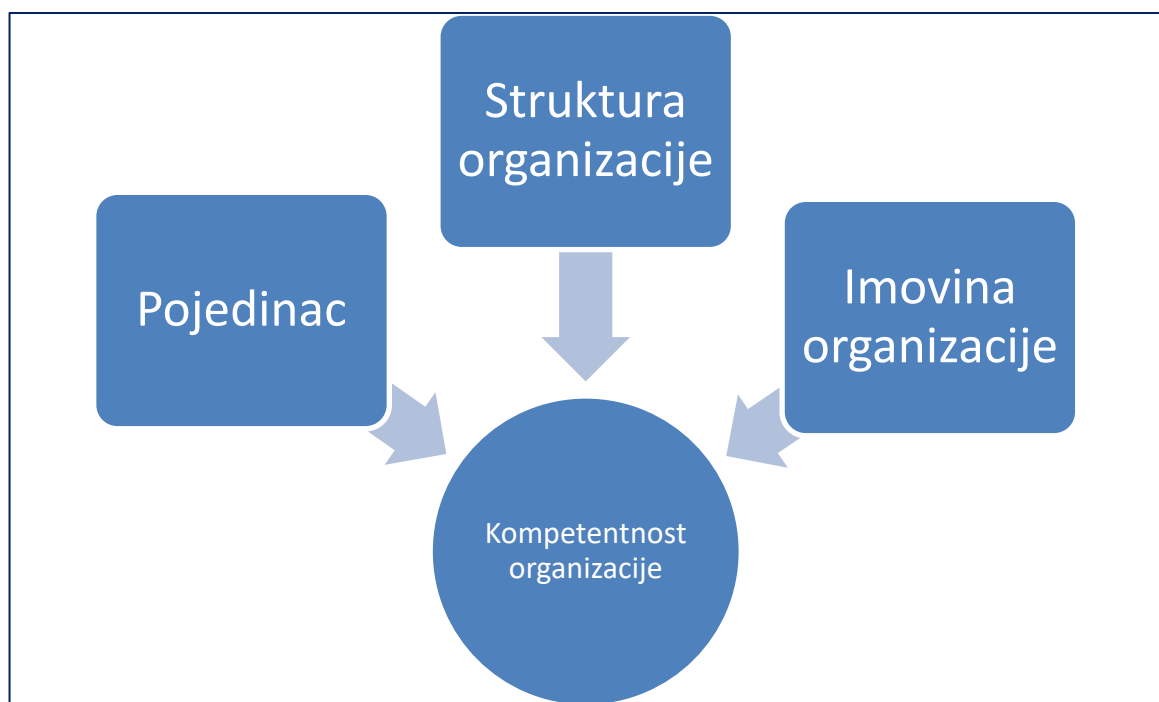 Struktura
organizacije
Pojedinac
Imovina
organizacije
Kompetentnost
organizacije